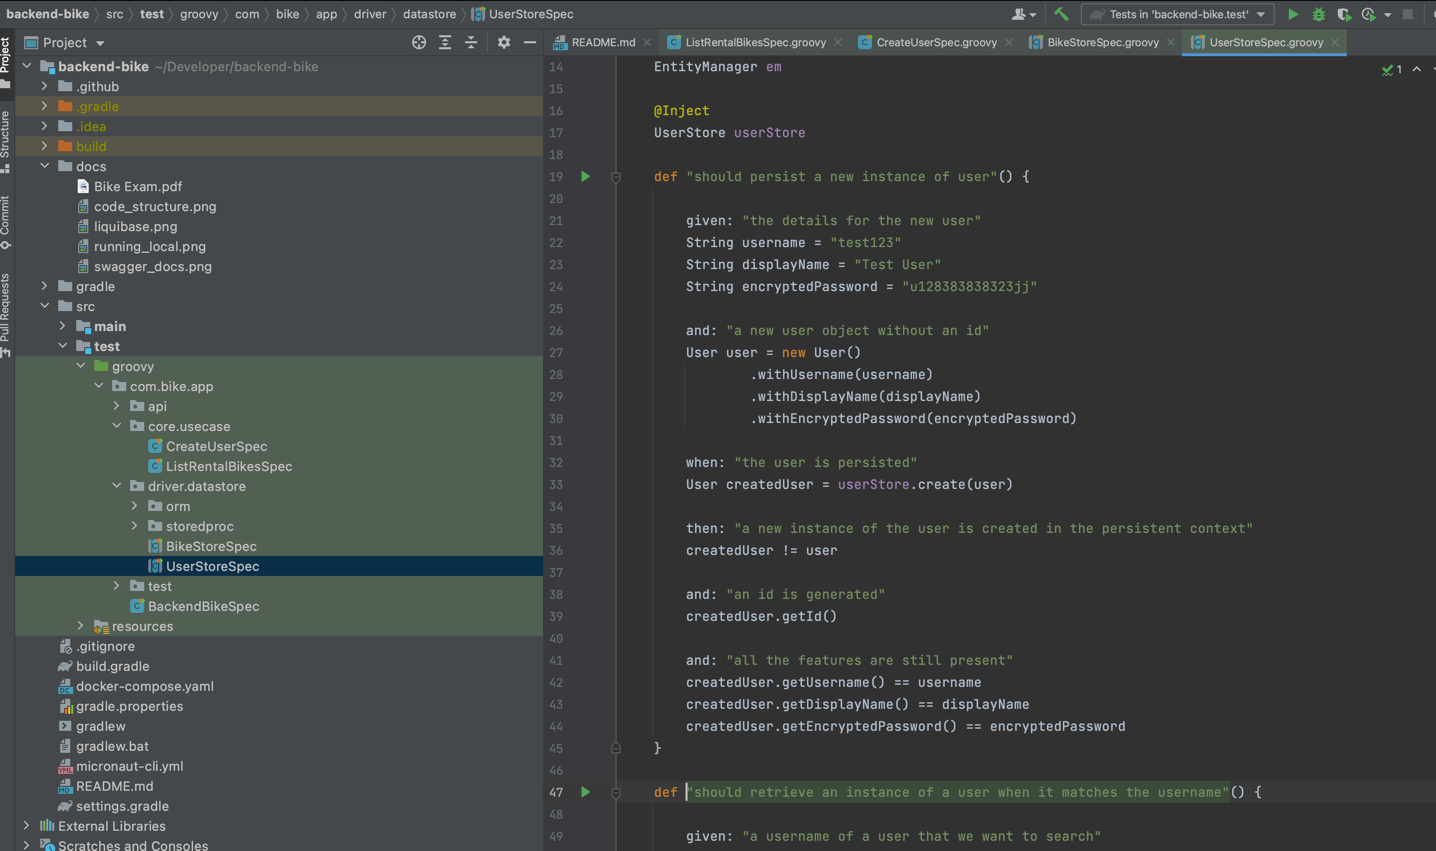 backend-bike src test groovy com bike app driver datastore UserStoreSpec
Tests in 'backend-bike.test'
Project
README.md ListRentalBikesSpec.groovy CreateUserSpec.groovy BikeStoreSpec.groovy UserStoreSpec.groovy
Project
Structure
Commit
Pull Requests
backend-bike ~/Developer/backend-bike
.github
.gradle
.idea
build
docs
Bike Exam.pdf
code_structure.png
liquibase.png
running_local.png
swagger_docs.png
gradle
src
main
test
groovy
com.bike.app
api
core.usecase
CreateUserSpec
ListRentalBikesSpec
driver.datastore
orm
storedproc
BikeStoreSpec
UserStoreSpec
test
BackendBikeSpec
resources
.gitignore
build.gradle
docker-compose.yaml
gradle.properties
gradlew
gradlew.bat
micronaut-cli.yml
README.md
settings.gradle
External Libraries
Scratches and Consoles
1
14 EntityManager em
15
16 @Inject
17 UserStore userStore
18
19 def "should persist a new instance of user"() {
20
21 given: "the details for the new user"
22 String username = "test123"
23 String displayName = "Test User"
24 String encryptedPassword = "u128383838323jj"
25
26 and: "a new user object without an id"
27 User user = new User()
28 .withUsername(username)
29 .withDisplayName(displayName)
30 .withEncryptedPassword(encryptedPassword)
31
32 when: "the user is persisted"
33 User createdUser = userStore.create(user)
34
35 then: "a new instance of the user is created in the persistent context"
36 createdUser != user
37
38 and: "an id is generated"
39 createdUser.getId()
40
41 and: "all the features are still present"
42 createdUser.getUsername() == username
43 createdUser.getDisplayName() == displayName
44 createdUser.getEncryptedPassword() == encryptedPassword
45 }
46
47 def "should retrieve an instance of a user when it matches the username"() {
48
49 given: "a username of a user that we want to search"